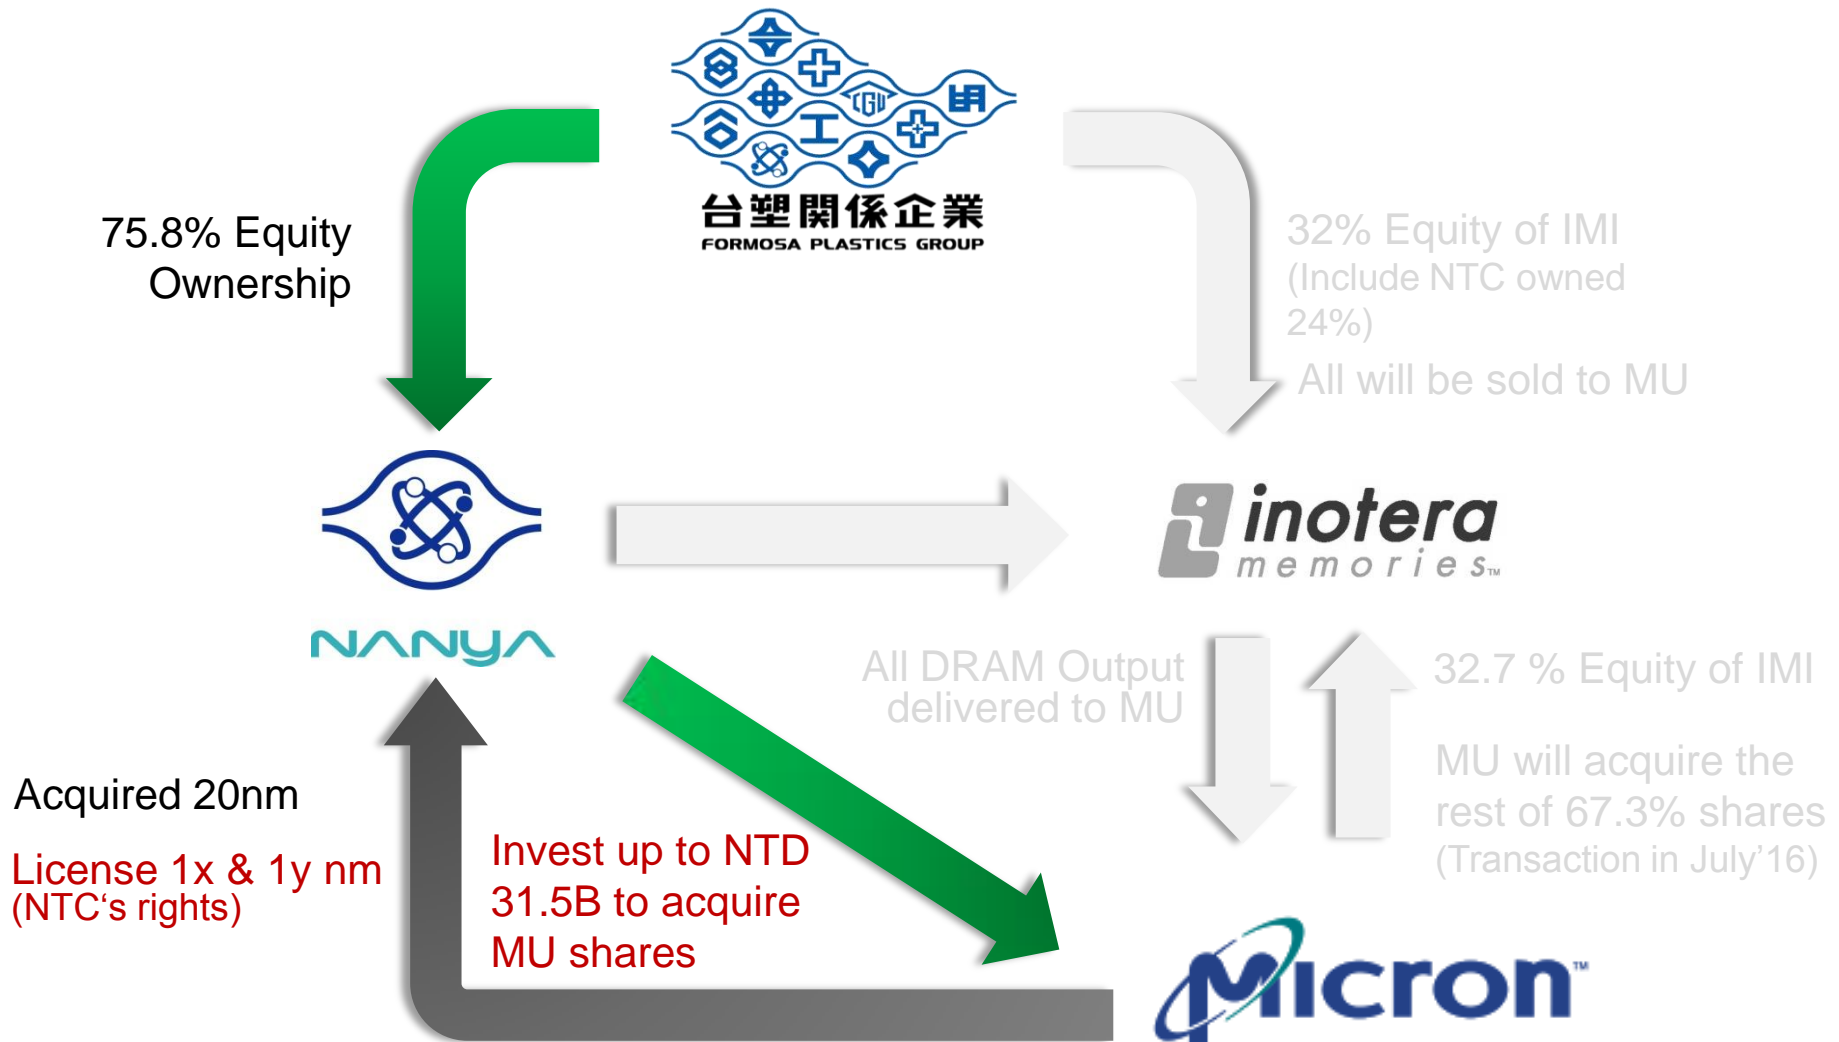 CGU
台塑關係企業
FORMOSA PLASTICS GROUP
75.8% Equity
Ownership
32% Equity of IMI
(Include NTC owned
24%)
All will be sold to MU
NANYA
inotera
memories™
All DRAM Output
delivered to MU
32.7 % Equity of IMI
MU will acquire the
rest of 67.3% shares
(Transaction in July’16)
Acquired 20nm
License 1x & 1y nm
(NTC‘s rights)
Invest up to NTD
31.5B to acquire
MU shares
Micron™